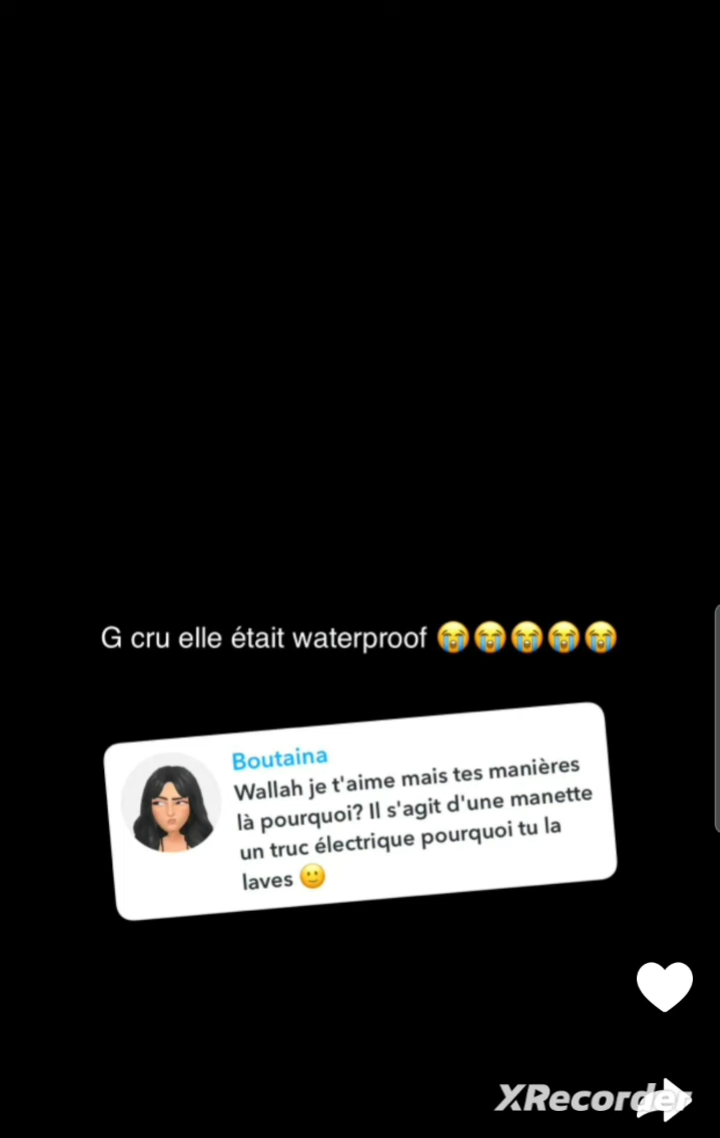 G cru elle était waterproof 😭😭😭😭😭
Boutaina
Wallah je t'aime mais tes manières
là pourquoi? Il s'agit d'une manette
un truc électrique pourquoi tu la
laves 🙂
XRecorder